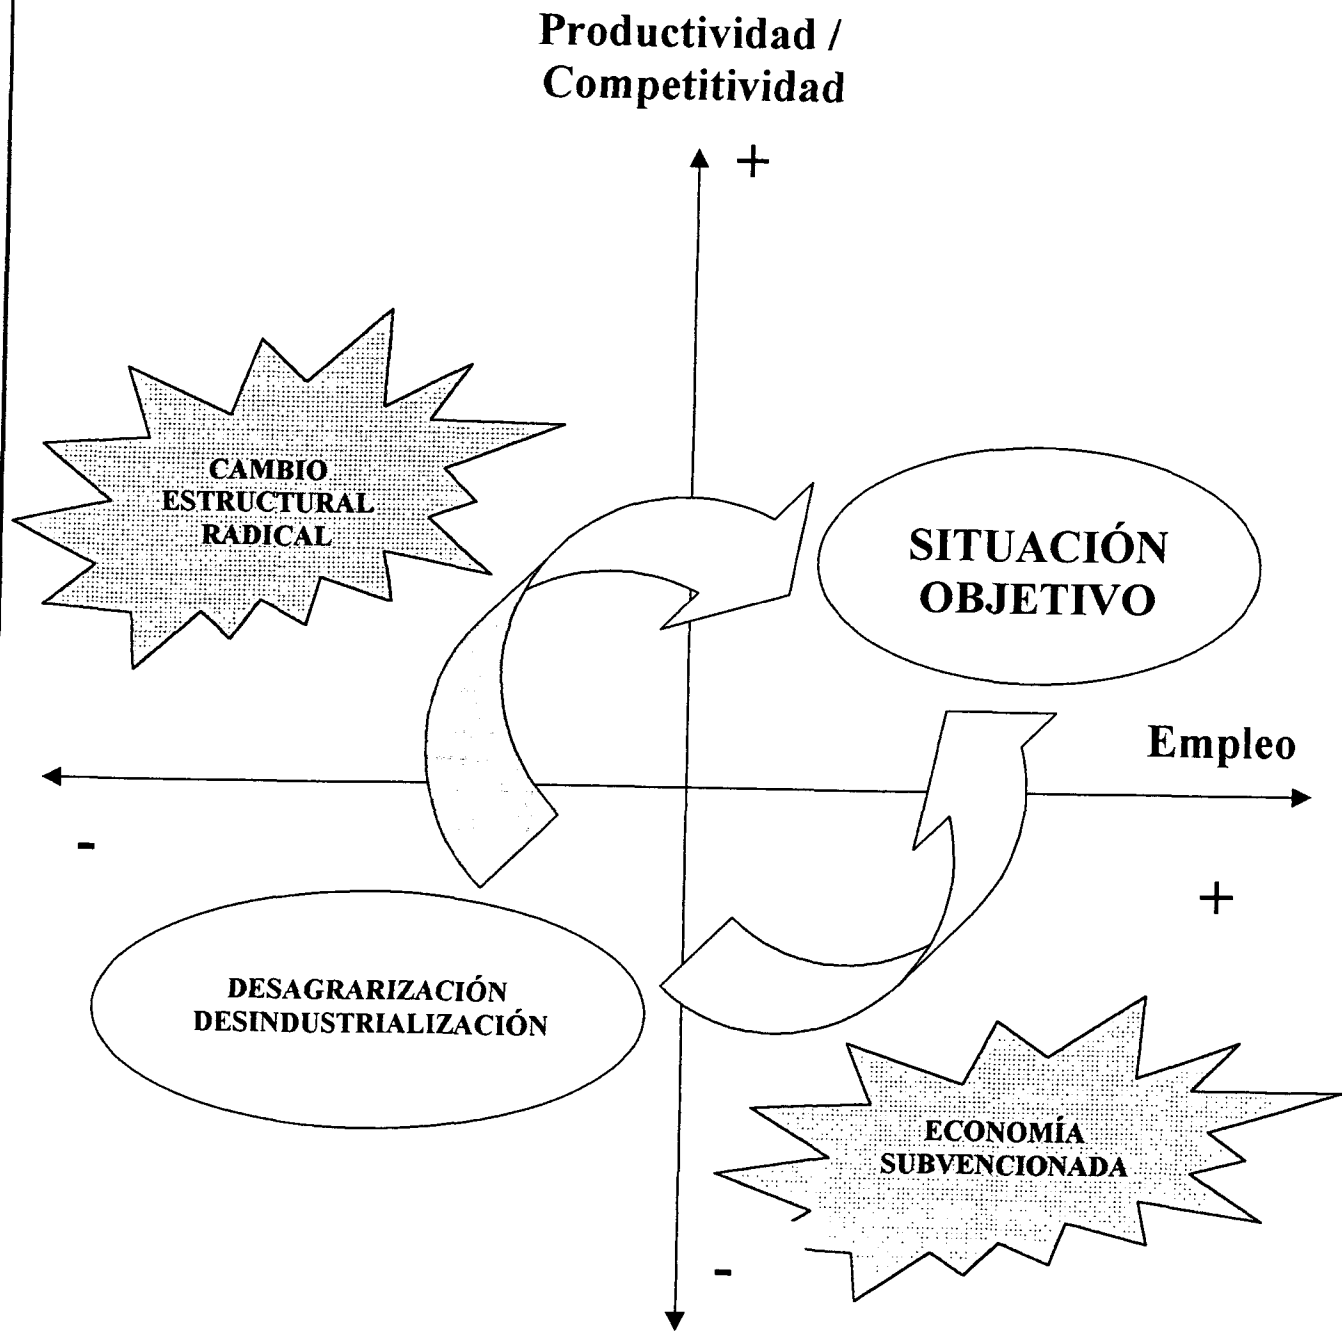 Productividad /
Competitividad
+
CAMBIO
ESTRUCTURAL
RADICAL
SITUACIÓN
OBJETIVO
Empleo
-
+
DESAGRARIZACIÓN
DESINDUSTRIALIZACIÓN
ECONOMÍA
SUBVENCIONADA
-